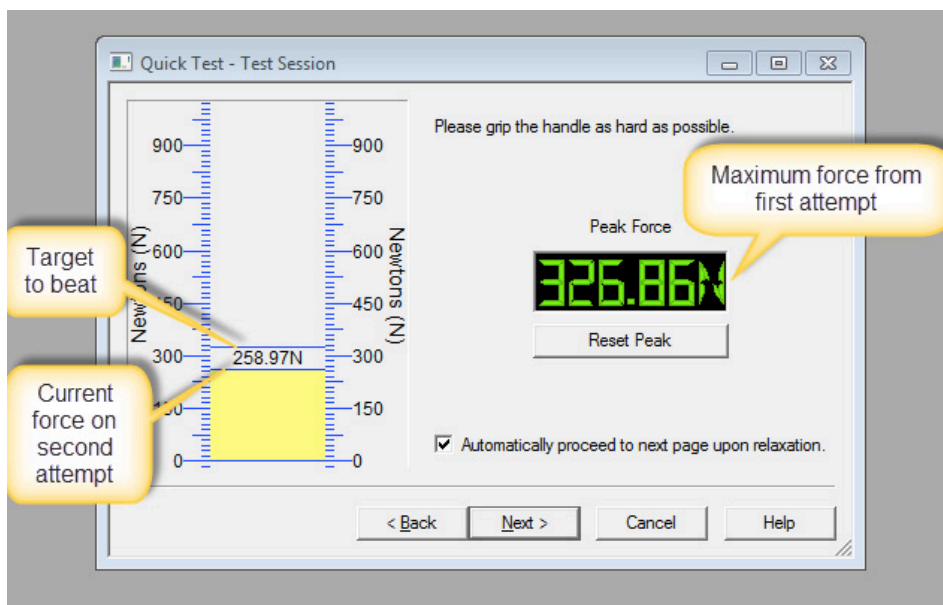 Quick Test - Test Session
Please grip the handle as hard as possible.
Maximum force from
first attempt
Peak Force
326.86N
Reset Peak
Automatically proceed to next page upon relaxation.
Newtons (N)
900
750
600
450
300
150
0
258.97N
900
750
600
450
300
150
0
Newtons (N)
Target
to beat
Current
force on
second
attempt
< Back
Next >
Cancel
Help